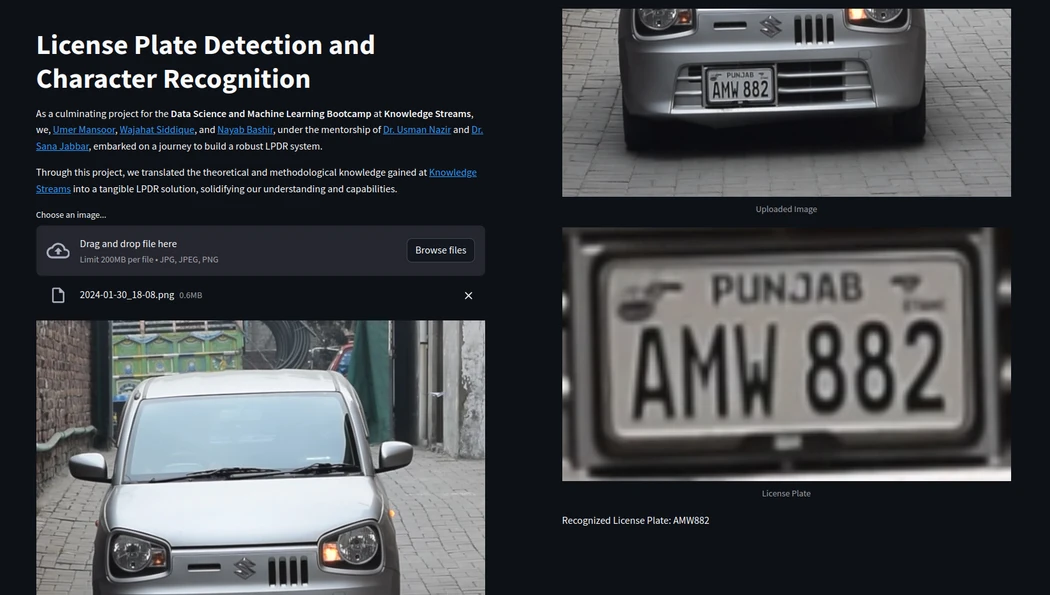 License Plate Detection and
Character Recognition
As a culminating project for the Data Science and Machine Learning Bootcamp at Knowledge Streams,
we, Umer Mansoor, Wajahat Siddique, and Nayab Bashir, under the mentorship of Dr. Usman Nazir and Dr.
Sana Jabbar, embarked on a journey to build a robust LPDR system.
Through this project, we translated the theoretical and methodological knowledge gained at Knowledge
Streams into a tangible LPDR solution, solidifying our understanding and capabilities.
Choose an image...
Drag and drop file here
Limit 200MB per file • JPG, JPEG, PNG
Browse files
2024-01-30_18-08.png 0.6MB
PUNJAB
AMW 882
Uploaded Image
PUNJAB
AMW 882
License Plate
Recognized License Plate: AMW882